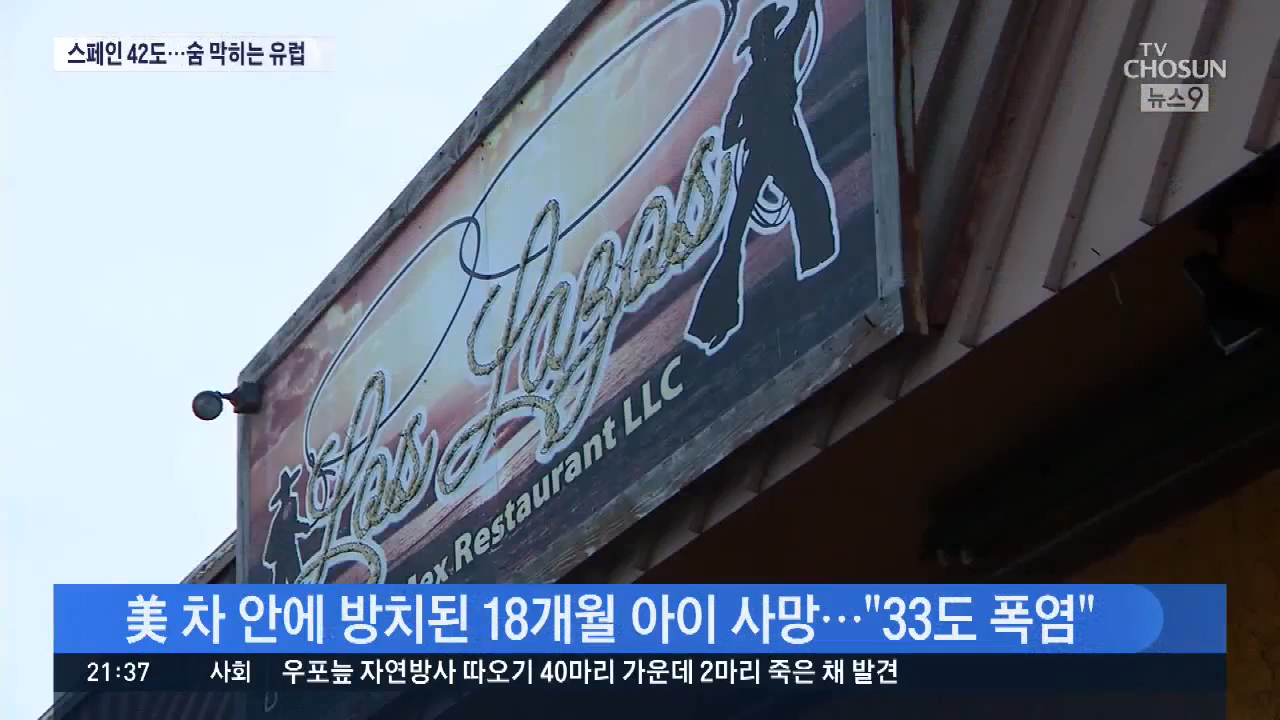 스페인 42도…숨 막히는 유럽
TV
CHOSUN
뉴스9
Las Lazas
Mex Restaurant LLC
美 차 안에 방치된 18개월 아이 사망…"33도 폭염"
21:37 사회 우포늪 자연방사 따오기 40마리 가운데 2마리 죽은 채 발견